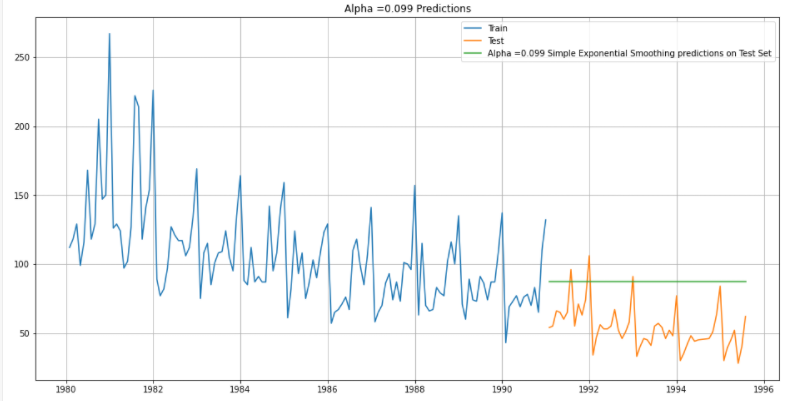 Alpha =0.099 Predictions
Train
Test
Alpha =0.099 Simple Exponential Smoothing predictions on Test Set
250
200
150
100
50
1980 1982 1984 1986 1988 1990 1992 1994 1996